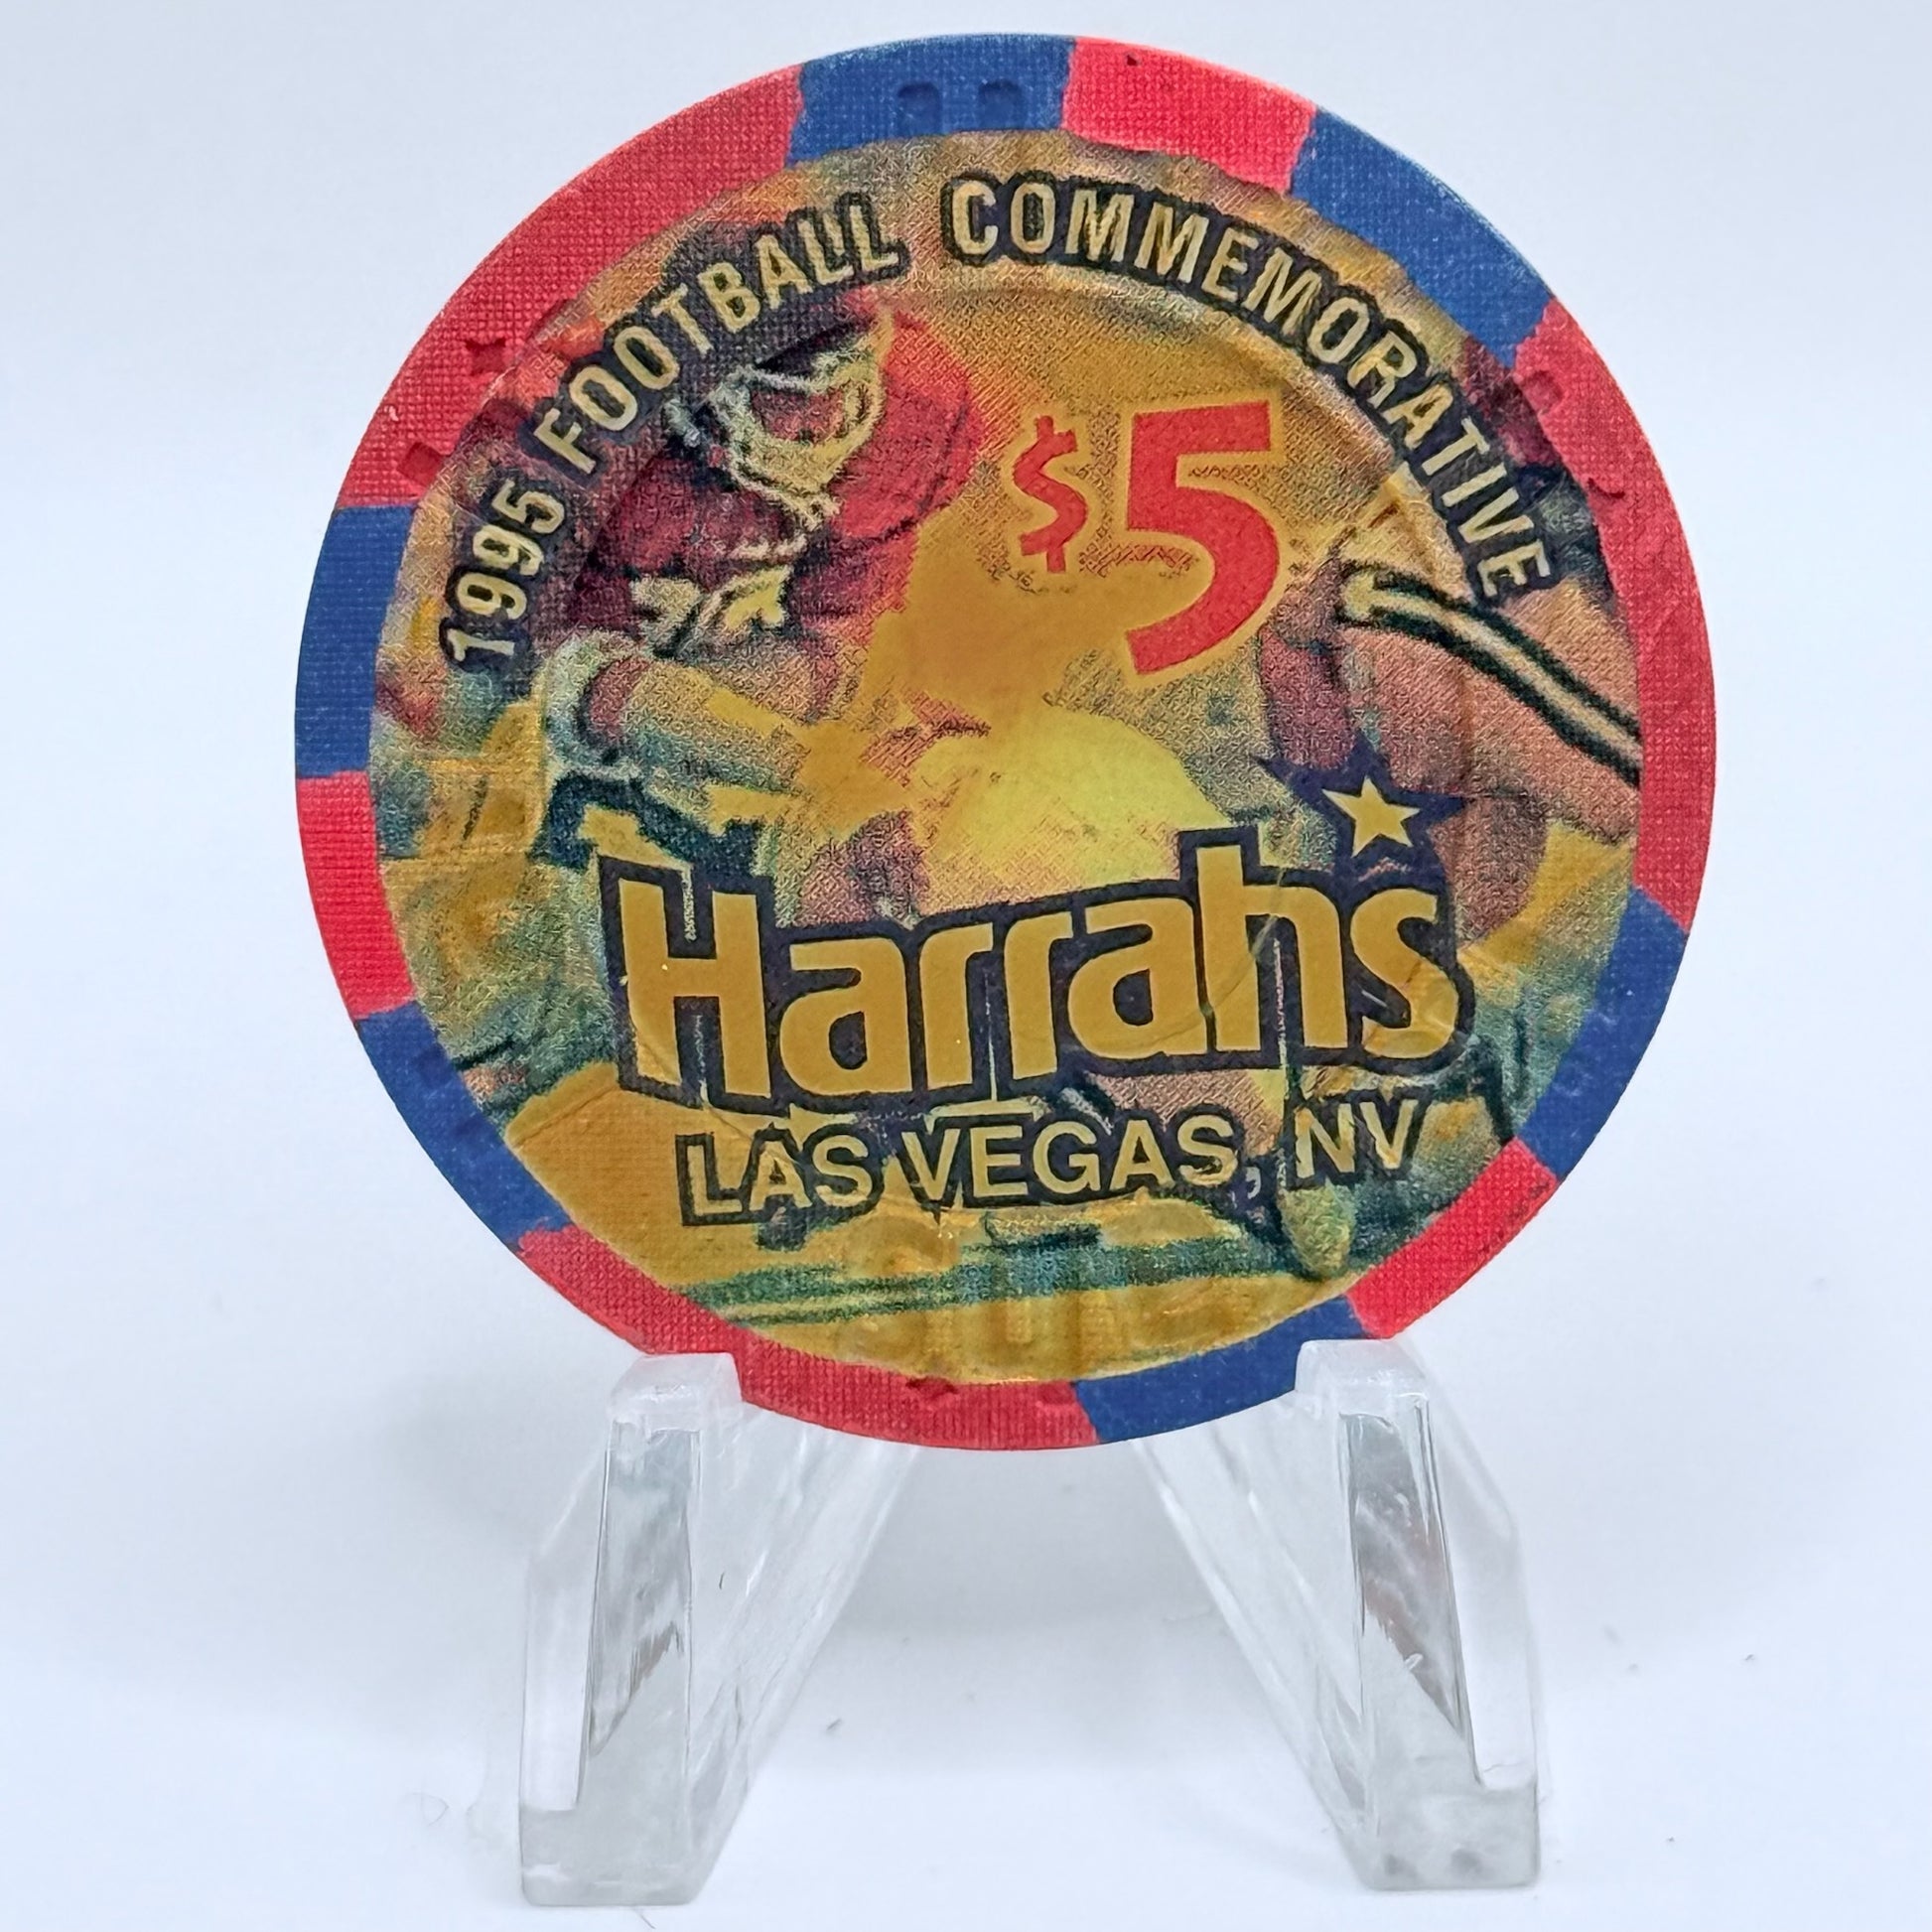 1995 FOOTBALL COMMEMORATIVE
$5
Harrahs
LAS VEGAS, NV